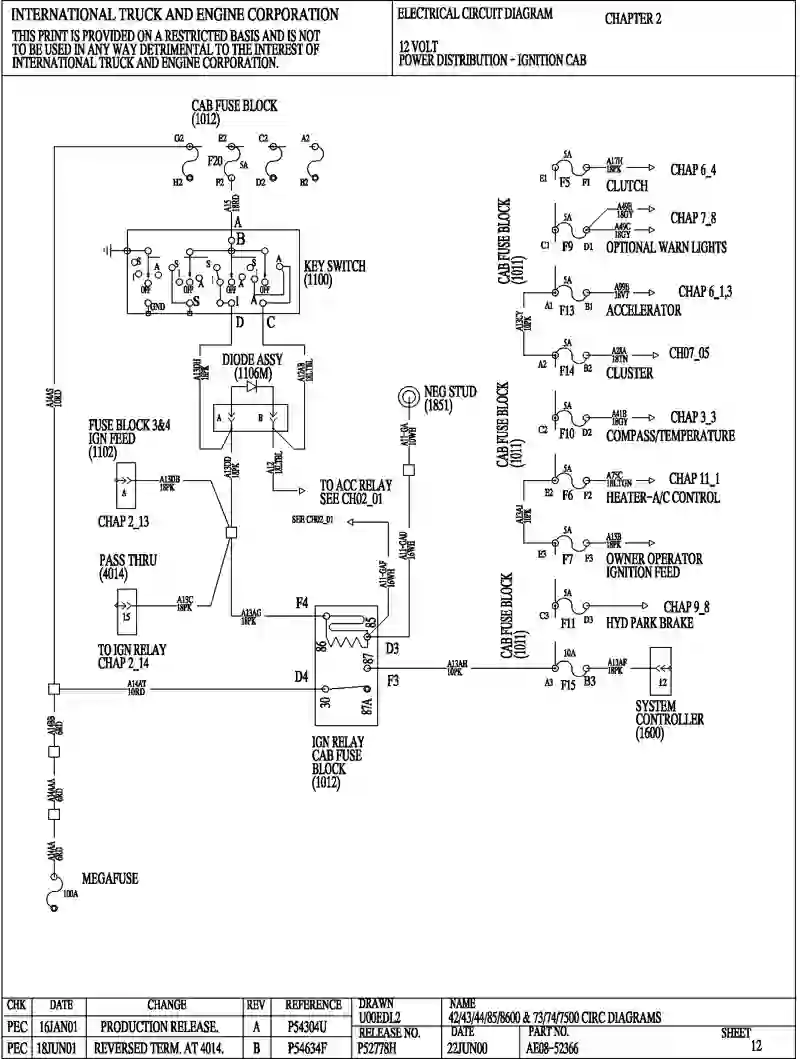 INTERNATIONAL TRUCK AND ENGINE CORPORATION
THIS PRINT IS PROVIDED ON A RESTRICTED BASIS AND IS NOT
TO BE USED IN ANY WAY DETRIMENTAL TO THE INTEREST OF
INTERNATIONAL TRUCK AND ENGINE CORPORATION.
ELECTRICAL CIRCUIT DIAGRAM
CHAPTER 2
12 VOLT
POWER DISTRIBUTION - IGNITION CAB
CAB FUSE BLOCK
(1012)
G2 E2 C2 A2
F20 5A
H2 F2 D2 B2
A15
18RD
A
B
KEY SWITCH
(1100)
S A S I A S A
OFF OFF OFF
GND S I A
D C
A13DH
18PK
A12AB
18LTBL
DIODE ASSY
(1106M)
A B
A13DD
18PK
A12
18LTBL
TO ACC RELAY
SEE CH02_01
SEE CH02_01
FUSE BLOCK 3&4
IGN FEED
(1102)
6
A13DB
18PK
CHAP 2_13
PASS THRU
(4014)
15
A13C
18PK
TO IGN RELAY
CHAP 2_14
A13AG
18PK
F4
86 85
D3
87
F3
D4
30 87A
IGN RELAY
CAB FUSE
BLOCK
(1012)
NEG STUD
(1851)
A11-GA
10WH
A11-GAU
16WH
A11-GAF
16WH
A14AS
10RD
A14AT
10RD
6RD
A14AAA
6RD
A14AA
6RD
MEGAFUSE
100A
A13AH
10PK
CAB FUSE BLOCK
(1011)
E1 5A F5 F1
A17H
18PK
CHAP 6_4
CLUTCH
C1 5A F9 D1
A49H
18GY
A49G
18GY
CHAP 7_8
OPTIONAL WARN LIGHTS
A1 5A F13 B1
A99B
18VT
CHAP 6_1,3
ACCELERATOR
A13CY
10PK
A2 5A F14 B2
A28A
18TN
CH07_05
CLUSTER
CAB FUSE BLOCK
(1011)
C2 5A F10 D2
A41B
18GY
CHAP 3_3
COMPASS/TEMPERATURE
E2 5A F6 F2
A75C
18LTGN
CHAP 11_1
HEATER-A/C CONTROL
A13AJ
10PK
E3 5A F7 F3
A13B
18PK
OWNER OPERATOR
IGNITION FEED
CAB FUSE BLOCK
(1011)
C3 5A F11 D3
CHAP 9_8
HYD PARK BRAKE
A3 10A F15 B3
A13AF
18PK
12
SYSTEM
CONTROLLER
(1600)
CHK DATE CHANGE REV REFERENCE
PEC 16JAN01 PRODUCTION RELEASE. A P54304U
PEC 18JUN01 REVERSED TERM. AT 4014. B P54634F
DRAWN
U00EDL2
RELEASE NO.
P52778H
NAME
42/43/44/85/8600 & 73/74/7500 CIRC DIAGRAMS
DATE
22JUN00
PART NO.
AE08-52366
SHEET
12